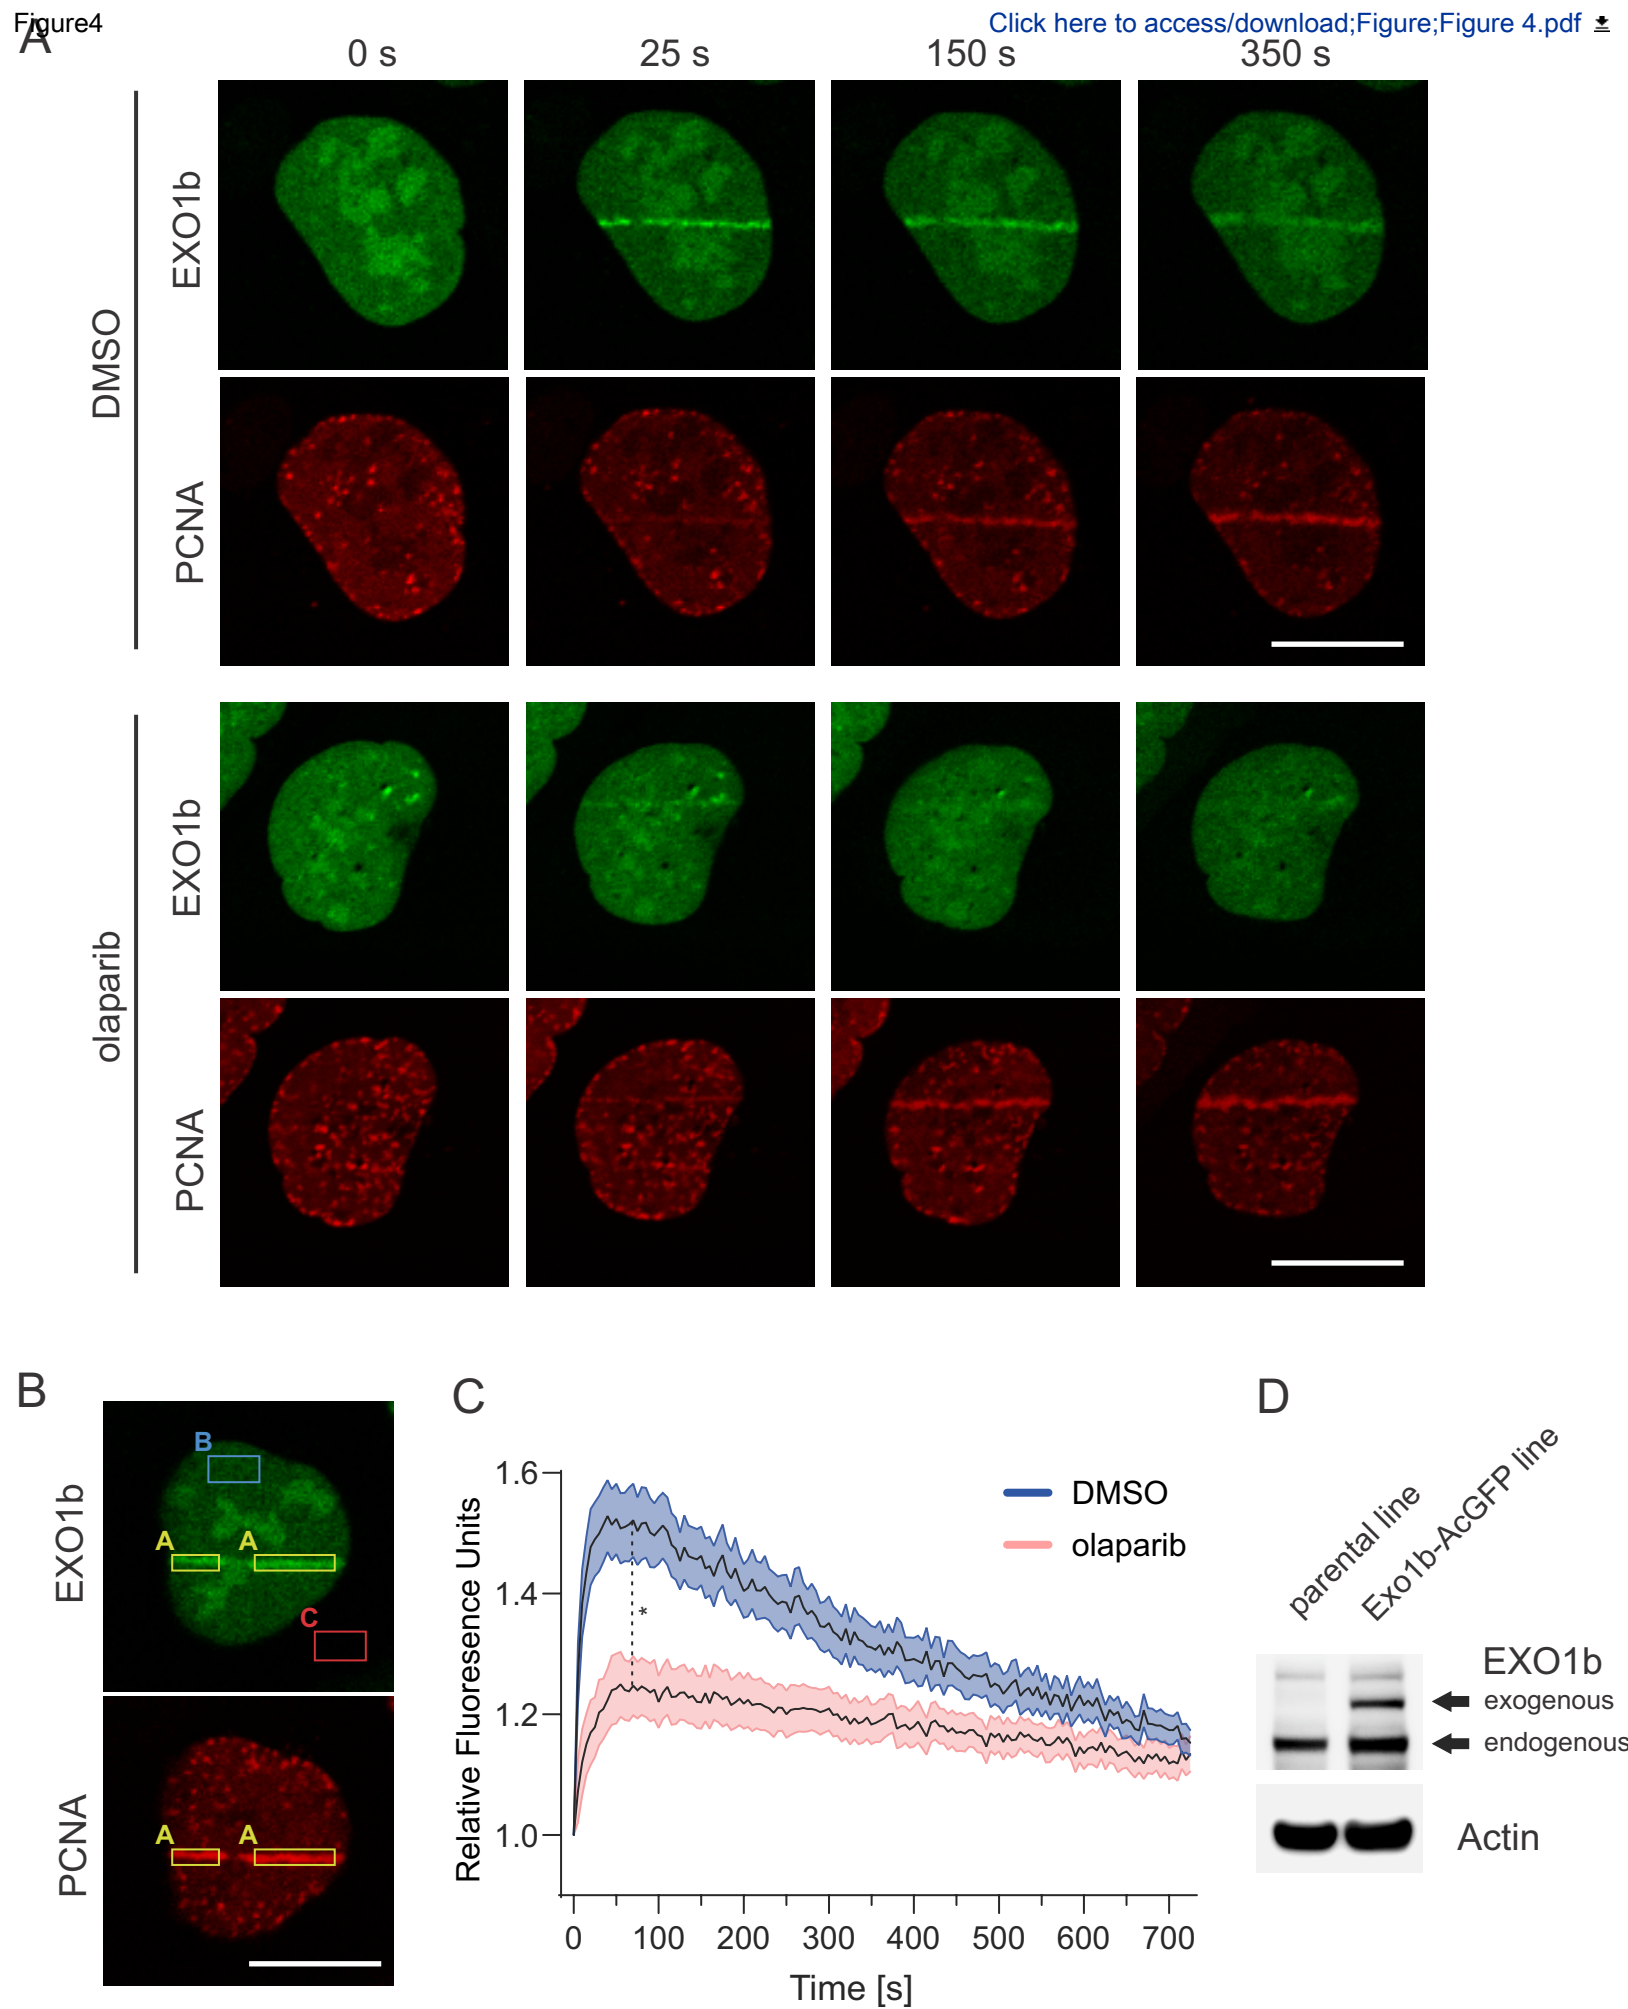 Figure4
Click here to access/download;Figure;Figure 4.pdf
A
0 s 25 s 150 s 350 s
DMSO
EXO1b
PCNA
olaparib
EXO1b
PCNA
B
EXO1b
B
A A
C
PCNA
A A
C
Relative Fluorescence Units
1.6
1.4
1.2
1.0
DMSO
olaparib
*
0 100 200 300 400 500 600 700
Time [s]
D
parental line
Exo1b-AcGFP line
EXO1b
exogenous
endogenous
Actin